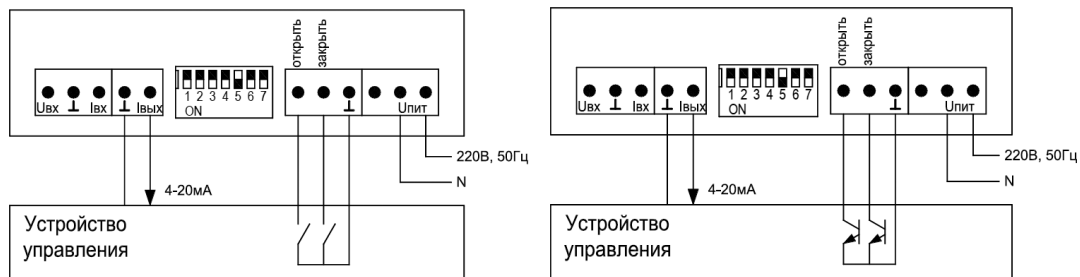 открыть
закрыть
Uвх ⊥ Iвх ⊥ Iвых
1 2 3 4 5 6 7
ON
⊥
Uпит
220В, 50Гц
N
4-20мА
Устройство
управления
открыть
закрыть
Uвх ⊥ Iвх ⊥ Iвых
1 2 3 4 5 6 7
ON
⊥
Uпит
220В, 50Гц
N
4-20мА
Устройство
управления